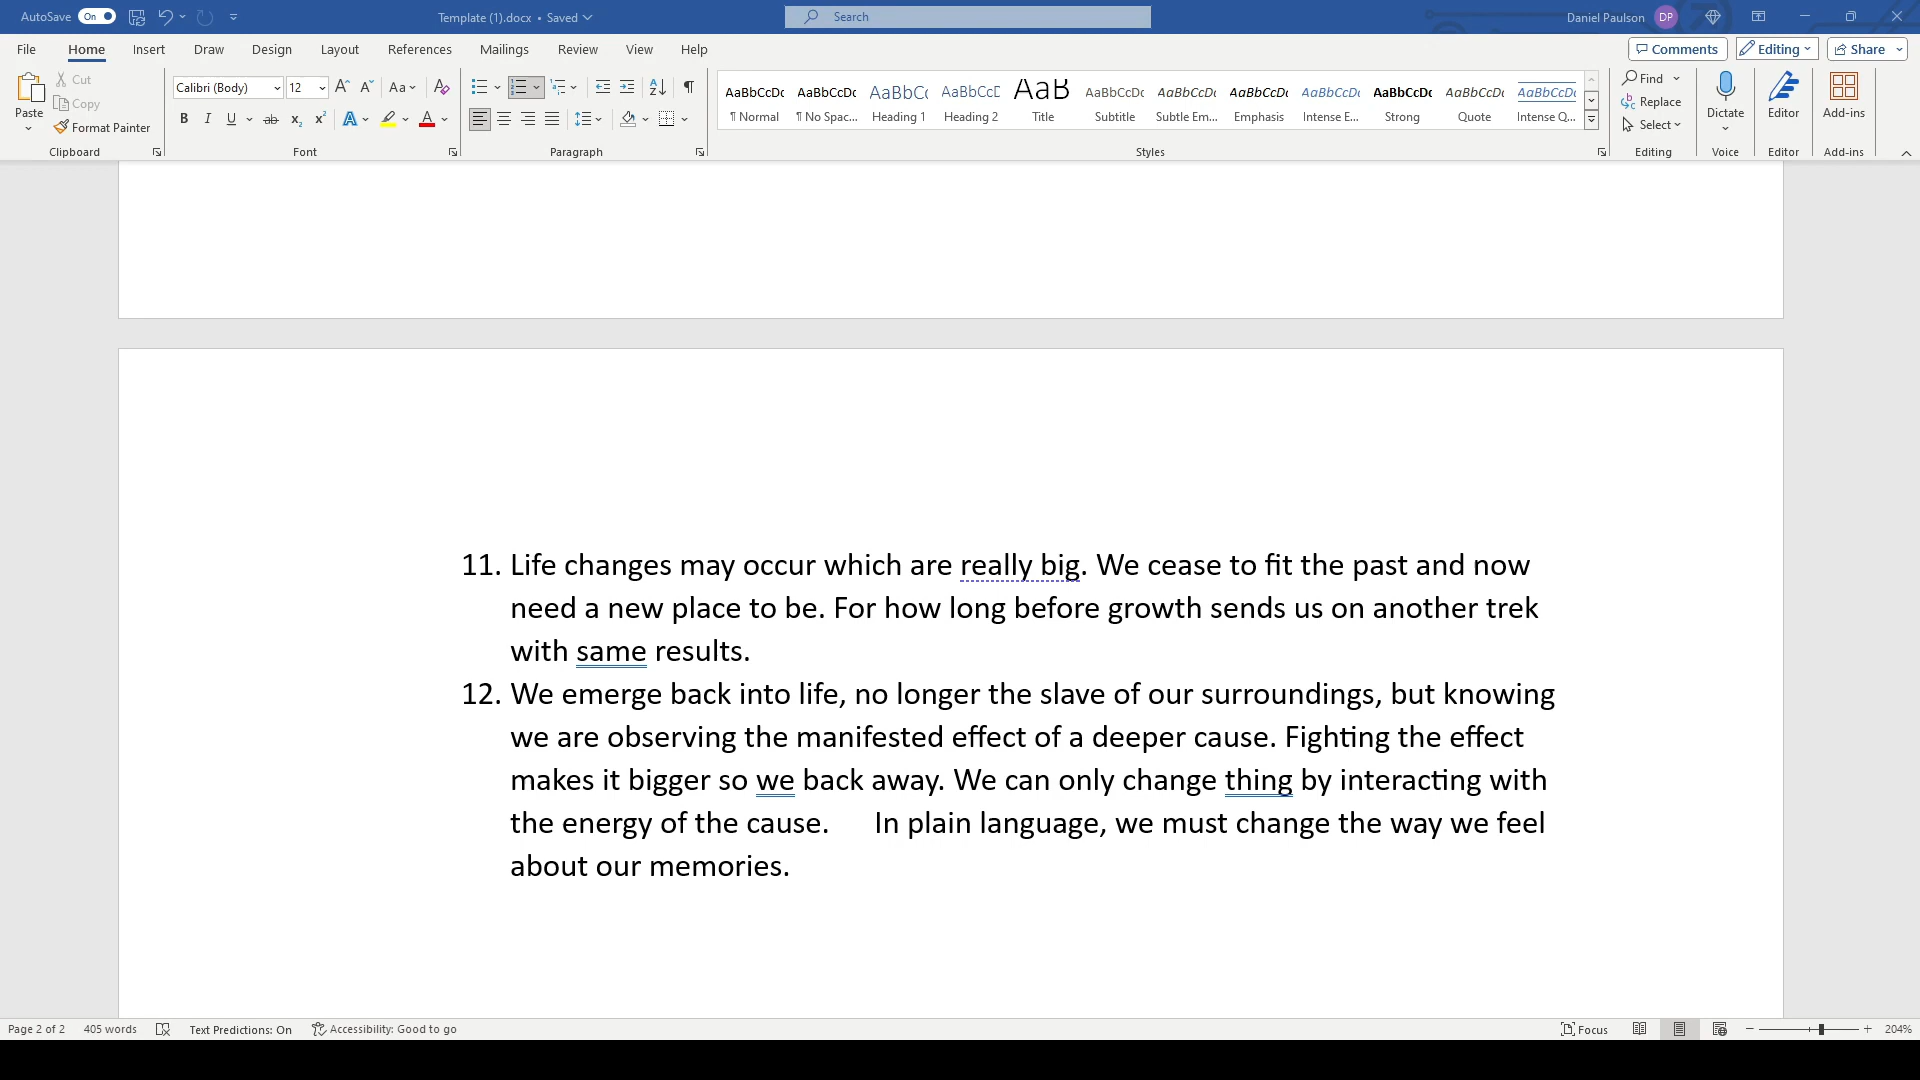 AutoSave On Template (1).docx • Saved Search Daniel Paulson DP
File Home Insert Draw Design Layout References Mailings Review View Help Comments Editing Share
Paste Cut Copy Format Painter Clipboard
Calibri (Body) 12 Aa Font
B I U ab x₂ x² A A
Paragraph
AaBbCcDc AaBbCcDc AaBbCc AaBbCcD AaB AaBbCcDc AaBbCcDc AaBbCcDc AaBbCcDc AaBbCcDc AaBbCcDc AaBbCcDc
¶ Normal ¶ No Spac... Heading 1 Heading 2 Title Subtitle Subtle Em... Emphasis Intense E... Strong Quote Intense Q...
Styles
Find Replace Select Editing
Dictate Voice
Editor Editor
Add-ins Add-ins
11. Life changes may occur which are really big. We cease to fit the past and now
need a new place to be. For how long before growth sends us on another trek
with same results.
12. We emerge back into life, no longer the slave of our surroundings, but knowing
we are observing the manifested effect of a deeper cause. Fighting the effect
makes it bigger so we back away. We can only change thing by interacting with
the energy of the cause. In plain language, we must change the way we feel
about our memories.
Page 2 of 2 405 words Text Predictions: On Accessibility: Good to go Focus 204%